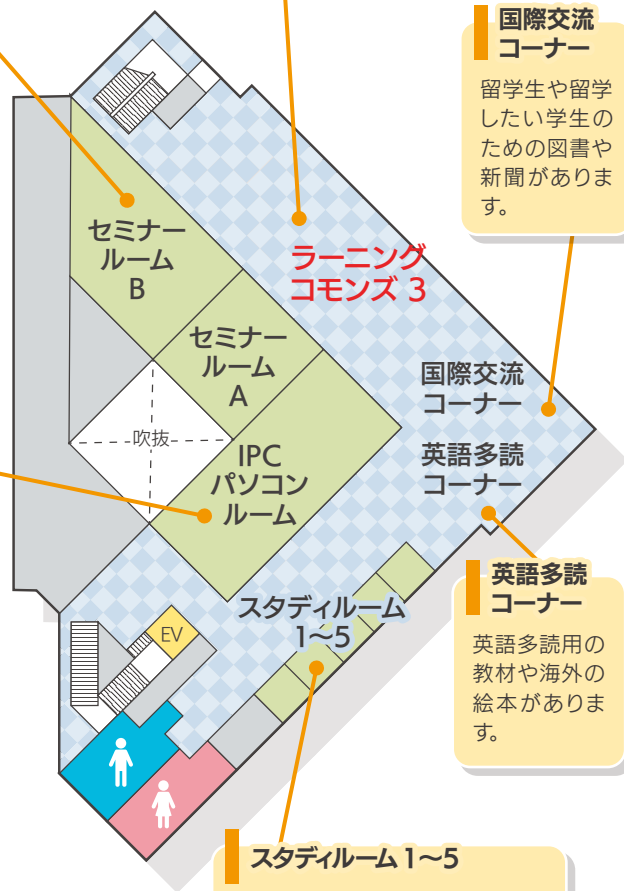 国際交流
コーナー
留学生や留学
したい学生の
ための図書や
新聞がありま
す。
セミナー
ルーム
B
ラーニング
コモンズ 3
セミナー
ルーム
A
国際交流
コーナー
吹抜
IPC
パソコン
ルーム
英語多読
コーナー
英語多読
コーナー
英語多読用の
教材や海外の
絵本がありま
す。
スタディルーム
1〜5
EV
スタディルーム 1〜5